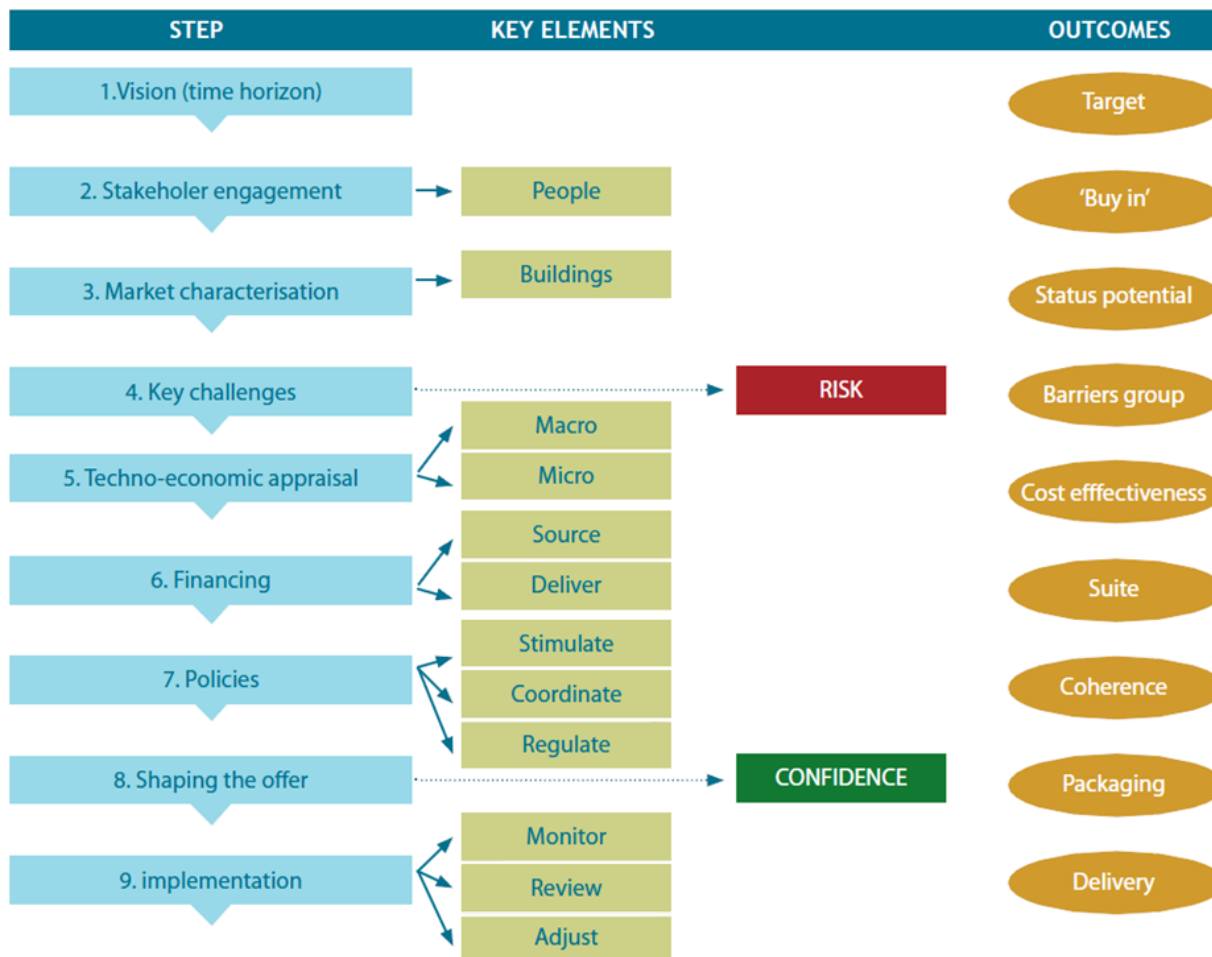 STEP KEY ELEMENTS OUTCOMES
1.Vision (time horizon) Target
2. Stakeholer engagement People 'Buy in'
3. Market characterisation Buildings Status potential
4. Key challenges RISK Barriers group
Macro
5. Techno-economic appraisal Micro Cost efffectiveness
Source
6. Financing Deliver Suite
Stimulate
7. Policies Coordinate Coherence
Regulate
8. Shaping the offer CONFIDENCE Packaging
Monitor
9. implementation Review Delivery
Adjust